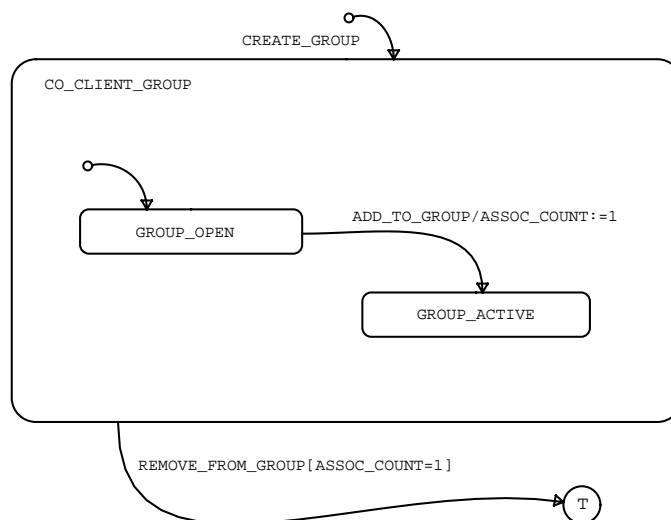 CREATE_GROUP
CO_CLIENT_GROUP
ADD_TO_GROUP/ASSOC_COUNT:=1
GROUP_OPEN
GROUP_ACTIVE
REMOVE_FROM_GROUP[ASSOC_COUNT=1]
T